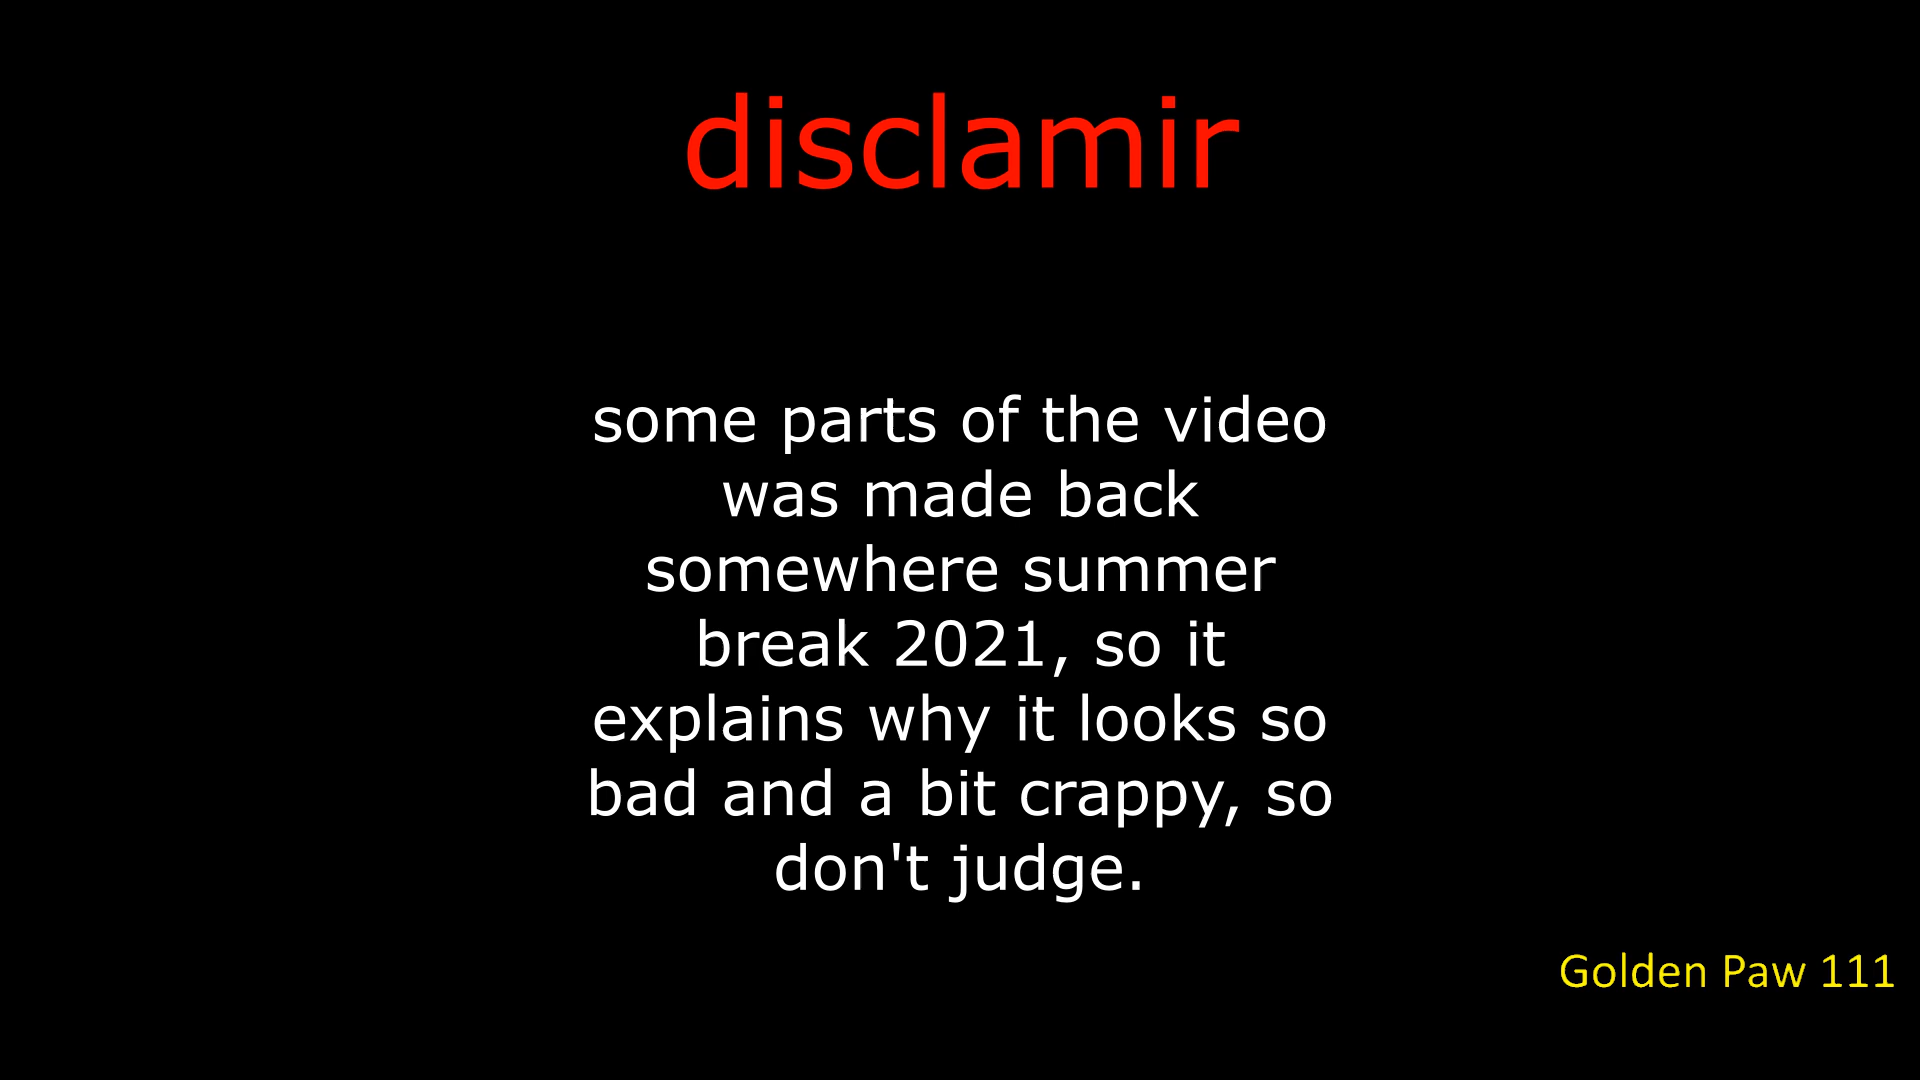 disclamir
some parts of the video
was made back
somewhere summer
break 2021, so it
explains why it looks so
bad and a bit crappy, so
don't judge.
Golden Paw 111